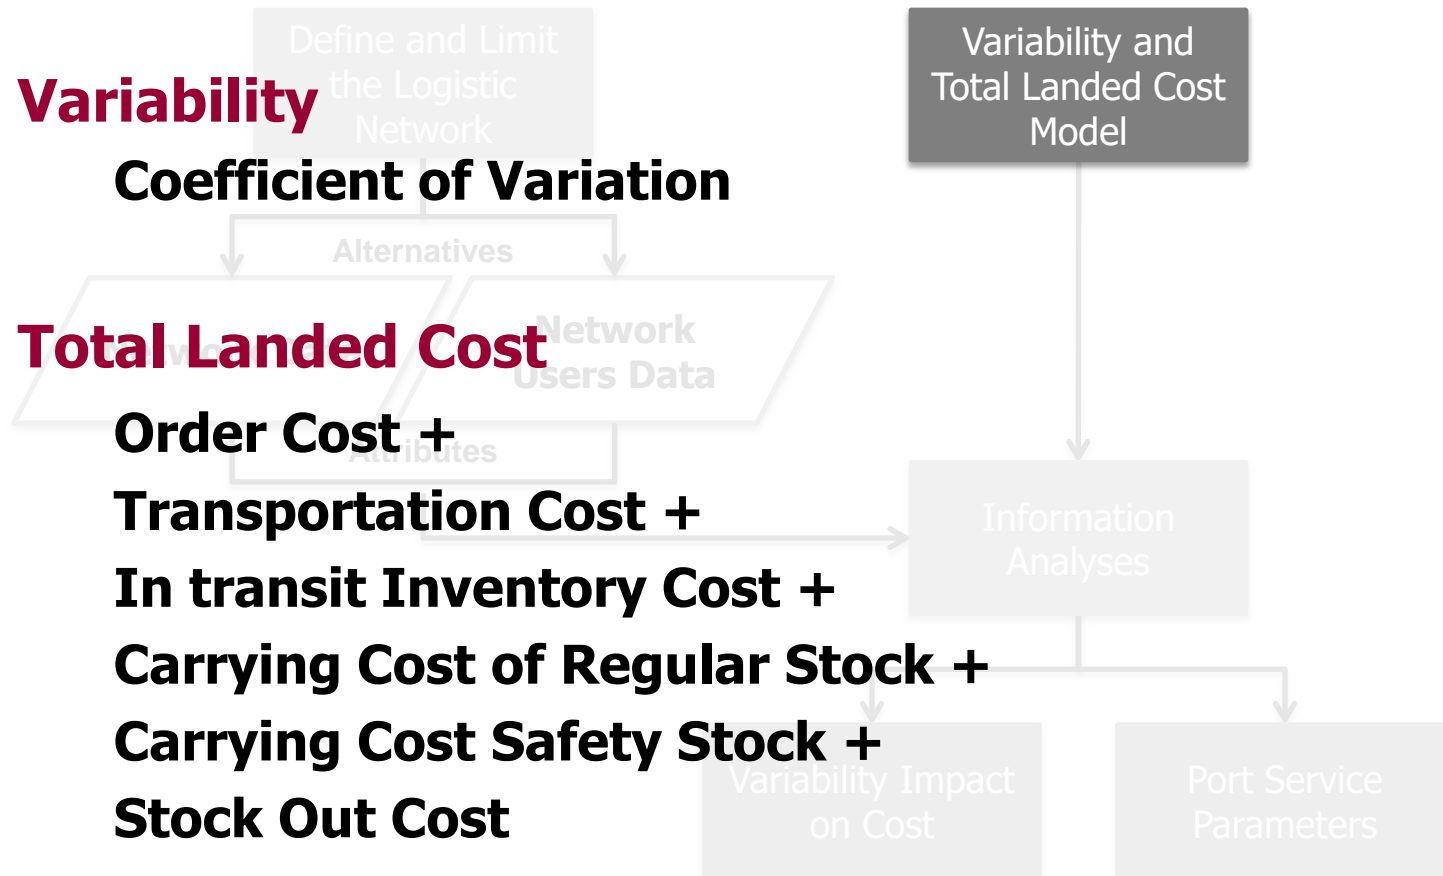 Define and Limit
the Logistic
Network
Variability and
Total Landed Cost
Model
Variability
Coefficient of Variation
Alternatives
Total Landed Cost
Network
Users Data
Order Cost +
Attributes
Transportation Cost +
In transit Inventory Cost +
Carrying Cost of Regular Stock +
Carrying Cost Safety Stock +
Stock Out Cost
Information
Analyses
Variability Impact
on Cost
Port Service
Parameters